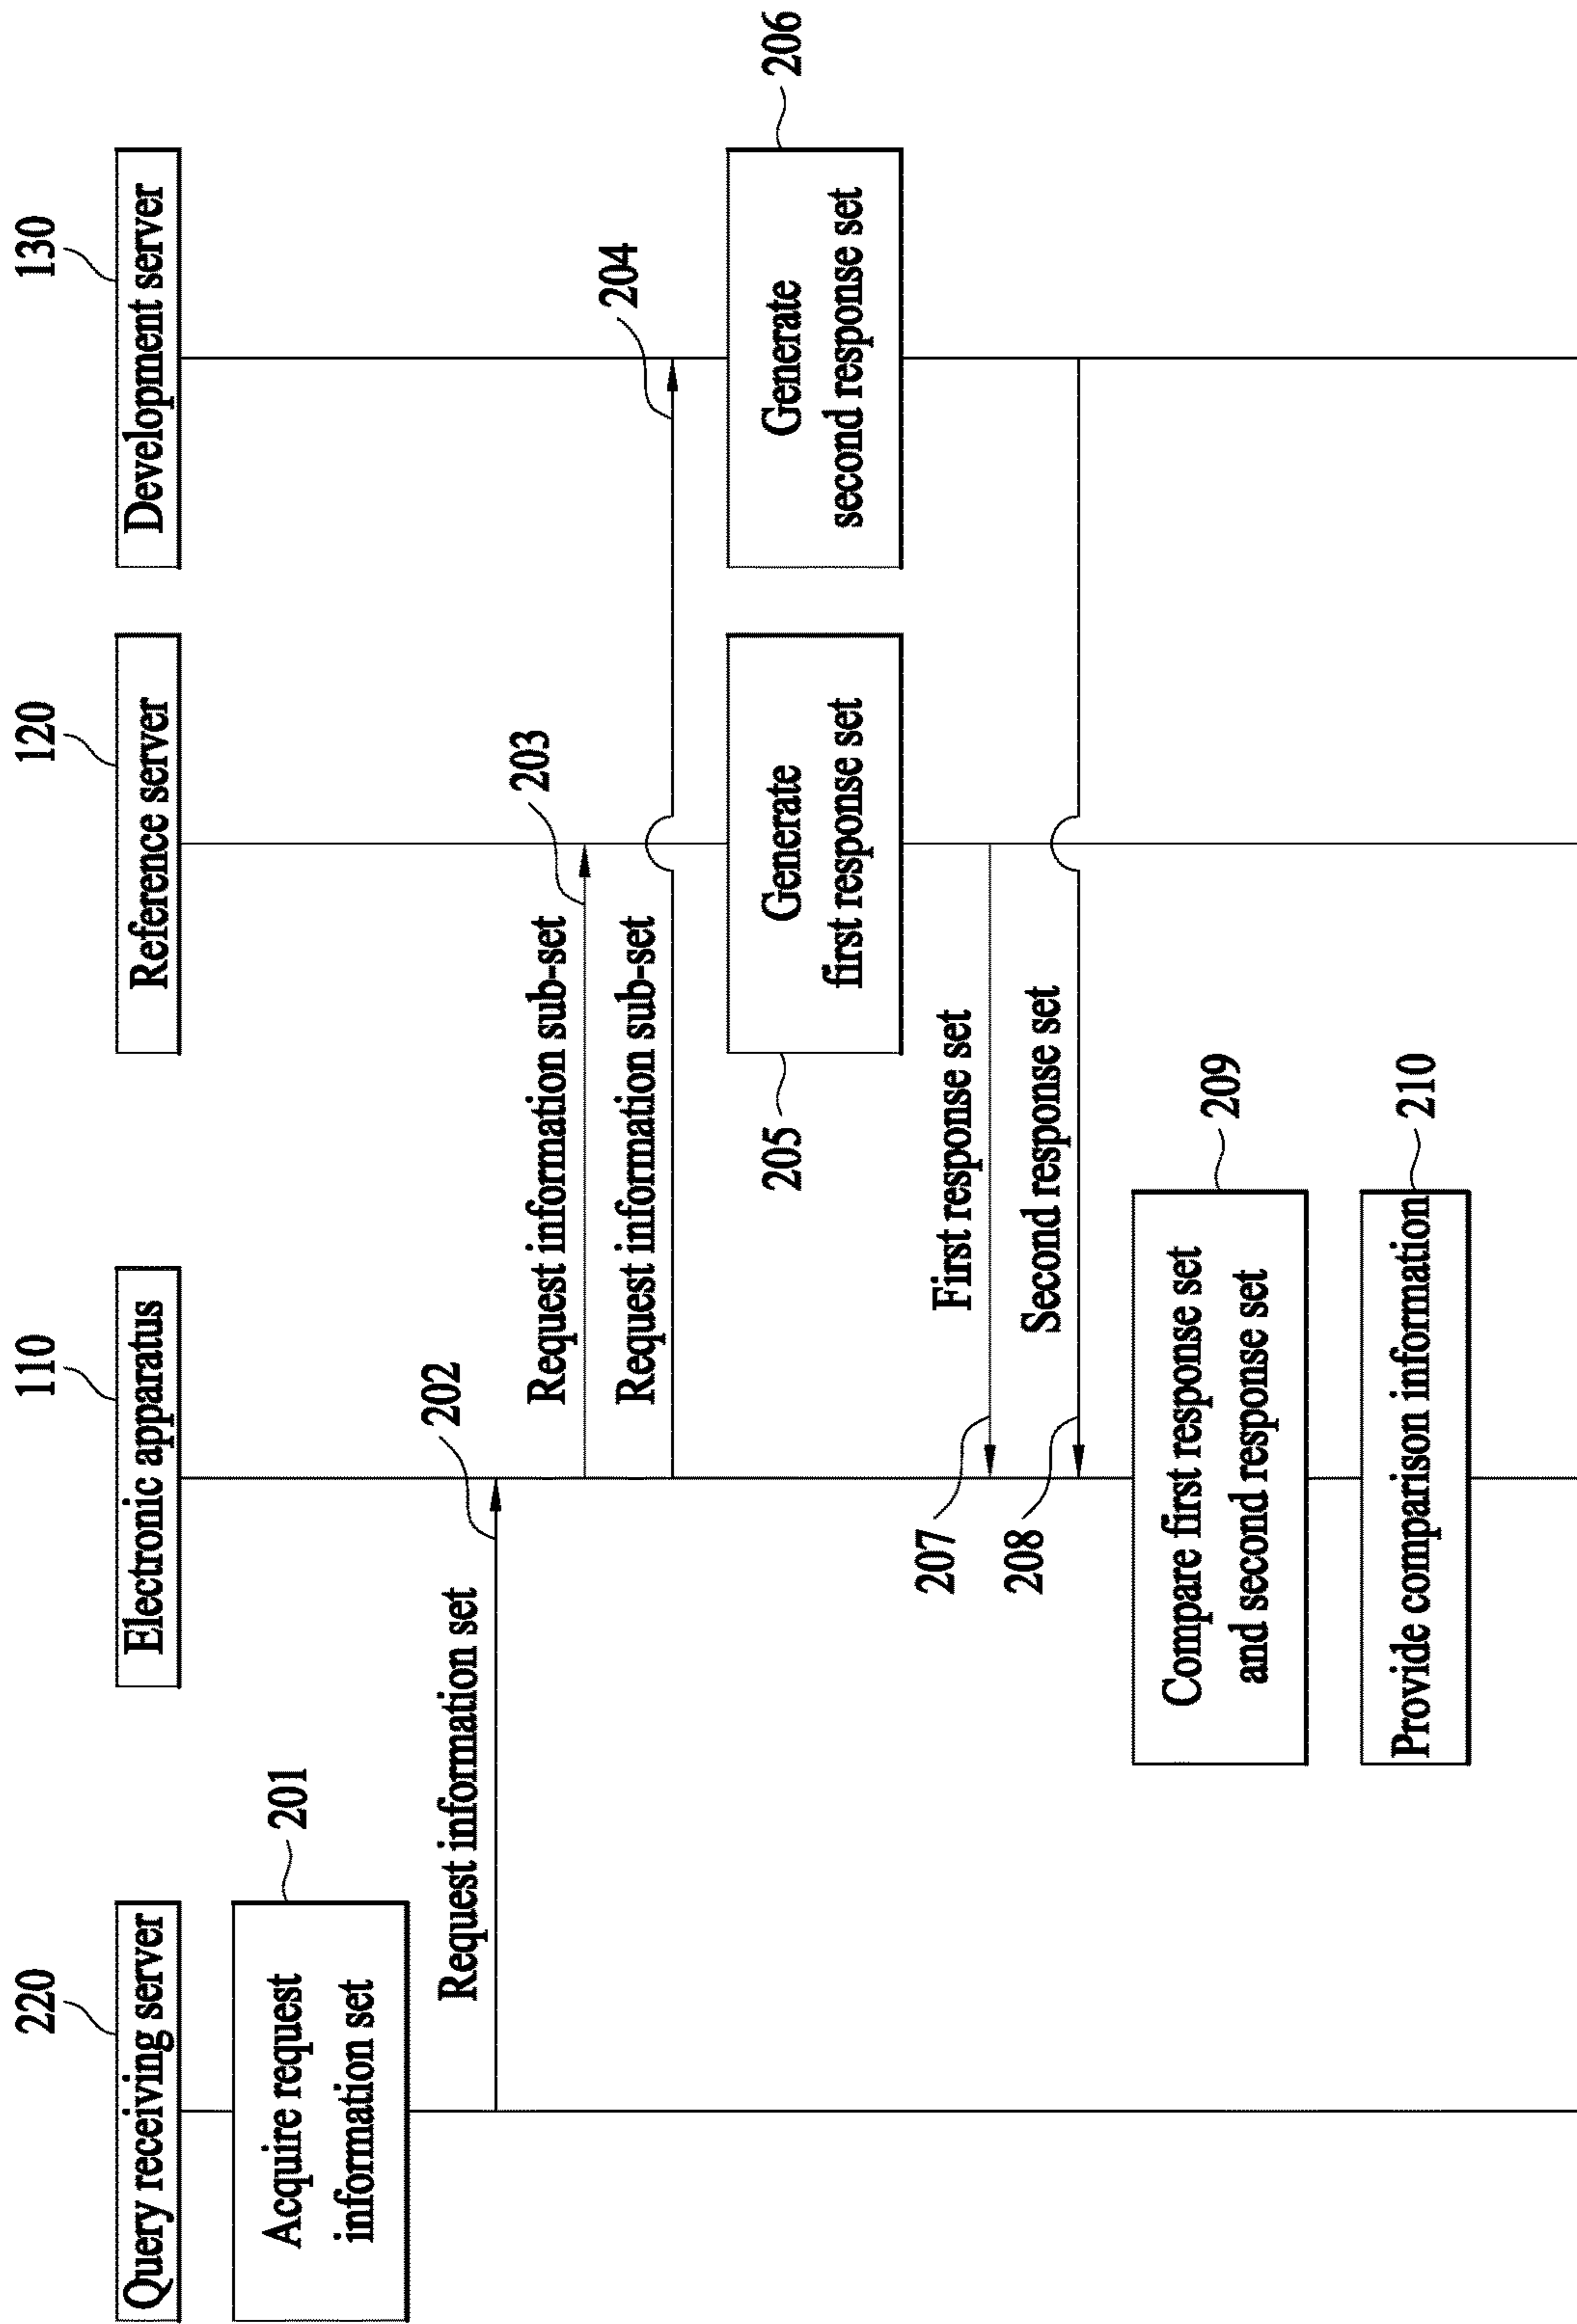 220
110
120
130
Query receiving server
Electronic apparatus
Reference server
Development server
201
Acquire request
information set
Request information set
202
Request information sub-set
203
Request information sub-set
204
205
Generate
first response set
Generate
second response set
206
First response set
207
Second response set
208
Compare first response set
and second response set
209
Provide comparison information
210